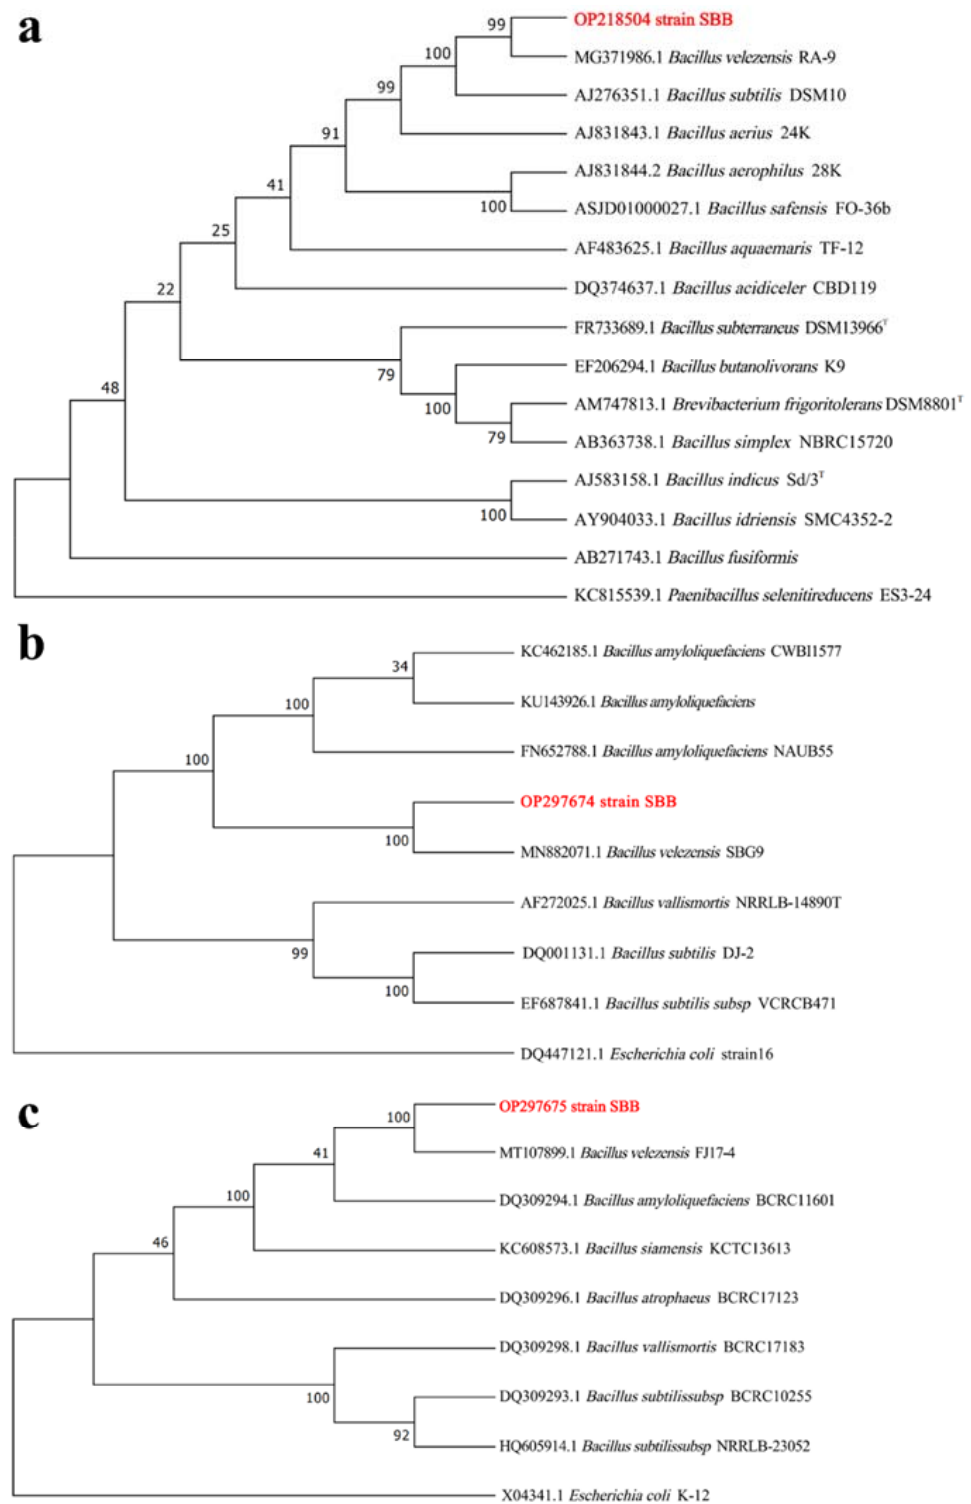 a
OP218504 strain SBB
99
MG371986.1 Bacillus velezensis RA-9
100
AJ276351.1 Bacillus subtilis DSM10
99
AJ831843.1 Bacillus aerius 24K
91
AJ831844.2 Bacillus aerophilus 28K
41
100
ASJD01000027.1 Bacillus safensis FO-36b
25
AF483625.1 Bacillus aquaemaris TF-12
22
DQ374637.1 Bacillus acidiceler CBD119
FR733689.1 Bacillus subterraneus DSM13966T
79
EF206294.1 Bacillus butanolivorans K9
48
100
AM747813.1 Brevibacterium frigoritolerans DSM8801T
79
AB363738.1 Bacillus simplex NBRC15720
AJ583158.1 Bacillus indicus Sd/3T
100
AY904033.1 Bacillus idriensis SMC4352-2
AB271743.1 Bacillus fusiformis
KC815539.1 Paenibacillus selenitireducens ES3-24
b
KC462185.1 Bacillus amyloliquefaciens CWBI1577
34
KU143926.1 Bacillus amyloliquefaciens
100
FN652788.1 Bacillus amyloliquefaciens NAUB55
100
OP297674 strain SBB
100
MN882071.1 Bacillus velezensis SBG9
AF272025.1 Bacillus vallismortis NRRLB-14890T
99
DQ001131.1 Bacillus subtilis DJ-2
100
EF687841.1 Bacillus subtilis subsp VCRCB471
DQ447121.1 Escherichia coli strain16
c
OP297675 strain SBB
100
MT107899.1 Bacillus velezensis FJ17-4
41
DQ309294.1 Bacillus amyloliquefaciens BCRC11601
100
KC608573.1 Bacillus siamensis KCTC13613
46
DQ309296.1 Bacillus atrophaeus BCRC17123
DQ309298.1 Bacillus vallismortis BCRC17183
100
DQ309293.1 Bacillus subtilissubsp BCRC10255
92
HQ605914.1 Bacillus subtilissubsp NRRLB-23052
X04341.1 Escherichia coli K-12